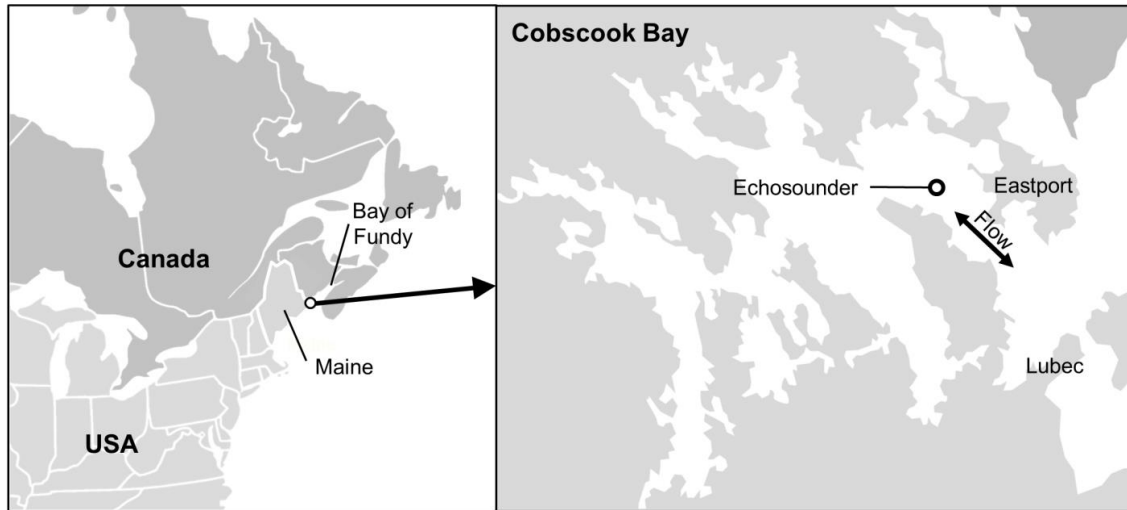 Canada
Bay of
Fundy
Maine
USA
Cobscook Bay
Echosounder
Eastport
Flow
Lubec